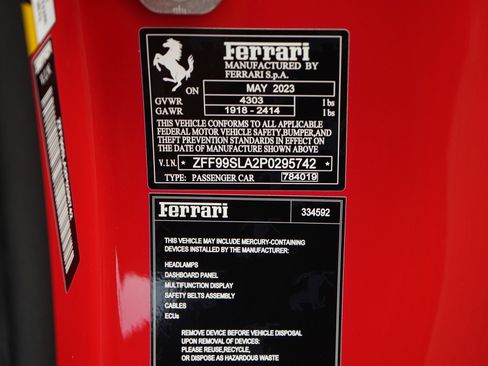 Ferrari
MANUFACTURED BY
FERRARI S.p.A.
ON MAY 2023
GVWR 4303 lbs
GAWR 1918 - 2414 lbs
THIS VEHICLE CONFORMS TO ALL APPLICABLE
FEDERAL MOTOR VEHICLE SAFETY,BUMPER,AND
THEFT PREVENTION STANDARDS IN EFFECT ON
THE DATE OF MANUFACTURE SHOWN ABOVE
V.I.N. * ZFF99SLA2P0295742 *
TYPE: PASSENGER CAR 784019
Ferrari 334592
THIS VEHICLE MAY INCLUDE MERCURY-CONTAINING
DEVICES INSTALLED BY THE MANUFACTURER:
HEADLAMPS
DASHBOARD PANEL
MULTIFUNCTION DISPLAY
SAFETY BELTS ASSEMBLY
CABLES
ECUs
REMOVE DEVICE BEFORE VEHICLE DISPOSAL
UPON REMOVAL OF DEVICES:
PLEASE REUSE,RECYCLE,
OR DISPOSE AS HAZARDOUS WASTE